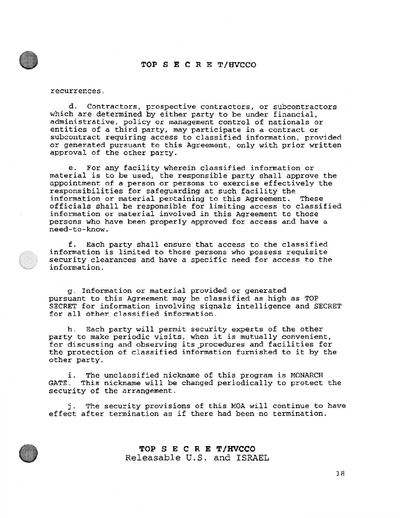 TOP S E C R E T/HVCCO
recurrences.
d. Contractors, prospective contractors, or subcontractors
which are determined by either party to be under financial,
administrative, policy or management control of nationals or
entities of a third party, may participate in a contract or
subcontract requiring access to classified information, provided
or generated pursuant to this Agreement, only with prior written
approval of the other party.
e. For any facility wherein classified information or
material is to be used, the responsible party shall approve the
appointment of a person or persons to exercise effectively the
responsibilities for safeguarding at such facility the
information or material pertaining to this Agreement. These
officials shall be responsible for limiting access to classified
information or material involved in this Agreement to those
persons who have been properly approved for access and have a
need-to-know.
f. Each party shall ensure that access to the classified
information is limited to those persons who possess requisite
security clearances and have a specific need for access to the
information.
g. Information or material provided or generated
pursuant to this Agreement may be classified as high as TOP
SECRET for information involving signals intelligence and SECRET
for all other classified information.
h. Each party will permit security experts of the other
party to make periodic visits, when it is mutually convenient,
for discussing and observing its procedures and facilities for
the protection of classified information furnished to it by the
other party.
i. The unclassified nickname of this program is MONARCH
GATE. This nickname will be changed periodically to protect the
security of the arrangement.
j. The security provisions of this MOA will continue to have
effect after termination as if there had been no termination.
TOP S E C R E T/HVCCO
Releasable U.S. and ISRAEL
18